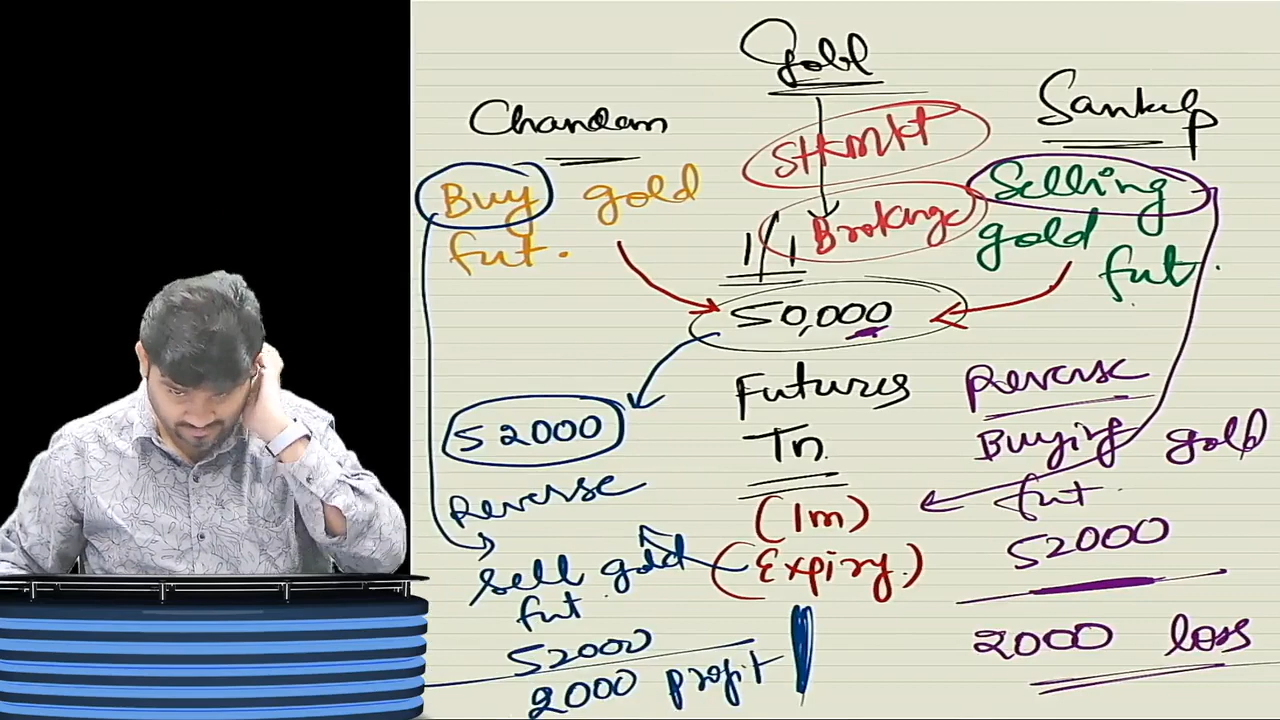 Gold
Chandan
Sankalp
Buy gold
fut.
STKMKT
Broking
Selling
gold
fut.
1/1
50,000
Futures
Tn
(1m)
(Expiry)
52000
Reverse
Sell gold
fut
52000
2000 profit
Reverse
Buying gold
fut.
52000
2000 loss